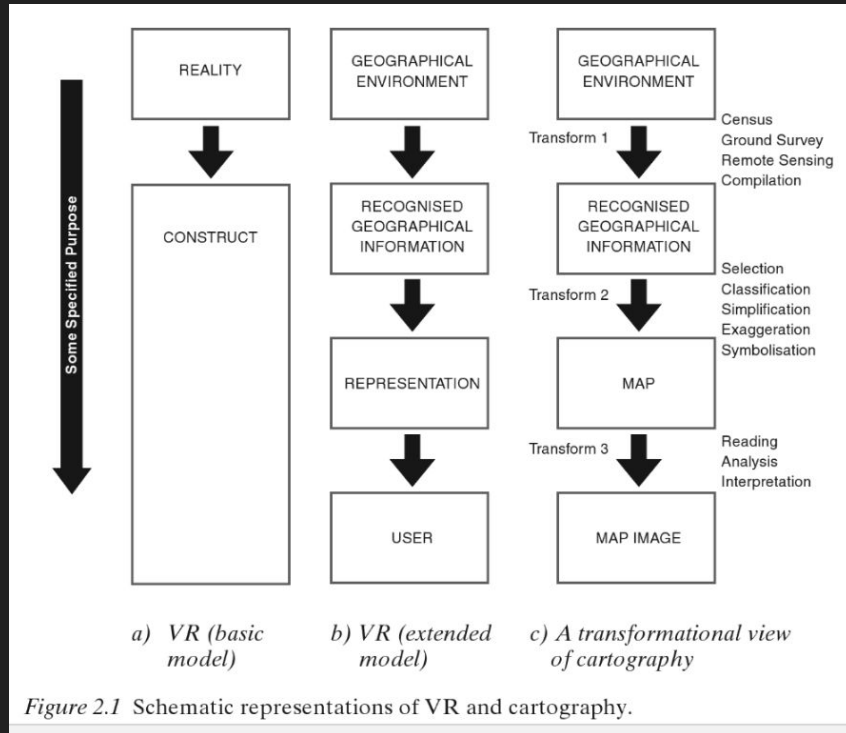 Some Specified Purpose
REALITY
CONSTRUCT
a) VR (basic
model)
GEOGRAPHICAL
ENVIRONMENT
RECOGNISED
GEOGRAPHICAL
INFORMATION
REPRESENTATION
USER
b) VR (extended
model)
GEOGRAPHICAL
ENVIRONMENT
Transform 1
Census
Ground Survey
Remote Sensing
Compilation
RECOGNISED
GEOGRAPHICAL
INFORMATION
Transform 2
Selection
Classification
Simplification
Exaggeration
Symbolisation
MAP
Transform 3
Reading
Analysis
Interpretation
MAP IMAGE
c) A transformational view
of cartography
Figure 2.1 Schematic representations of VR and cartography.